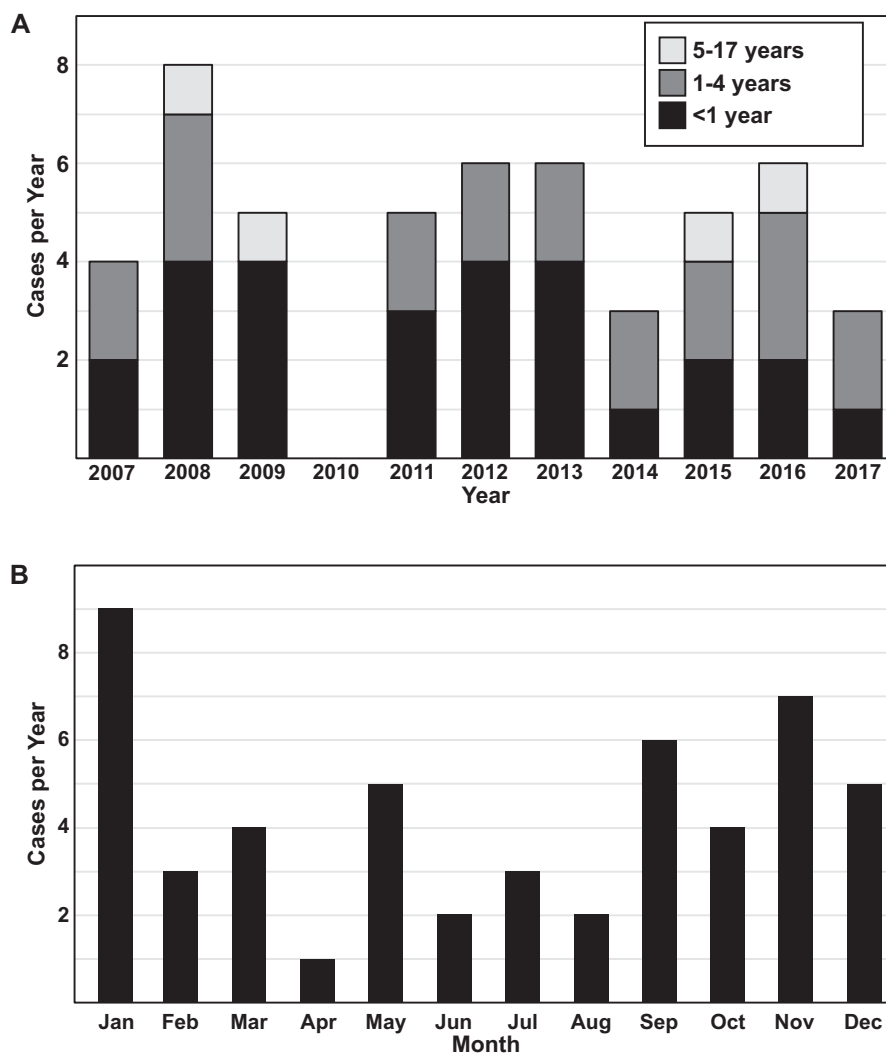 A
5-17 years
1-4 years
<1 year
8
6
4
2
Cases per Year
2007 2008 2009 2010 2011 2012 2013 2014 2015 2016 2017
Year
B
8
6
4
2
Cases per Year
Jan Feb Mar Apr May Jun Jul Aug Sep Oct Nov Dec
Month